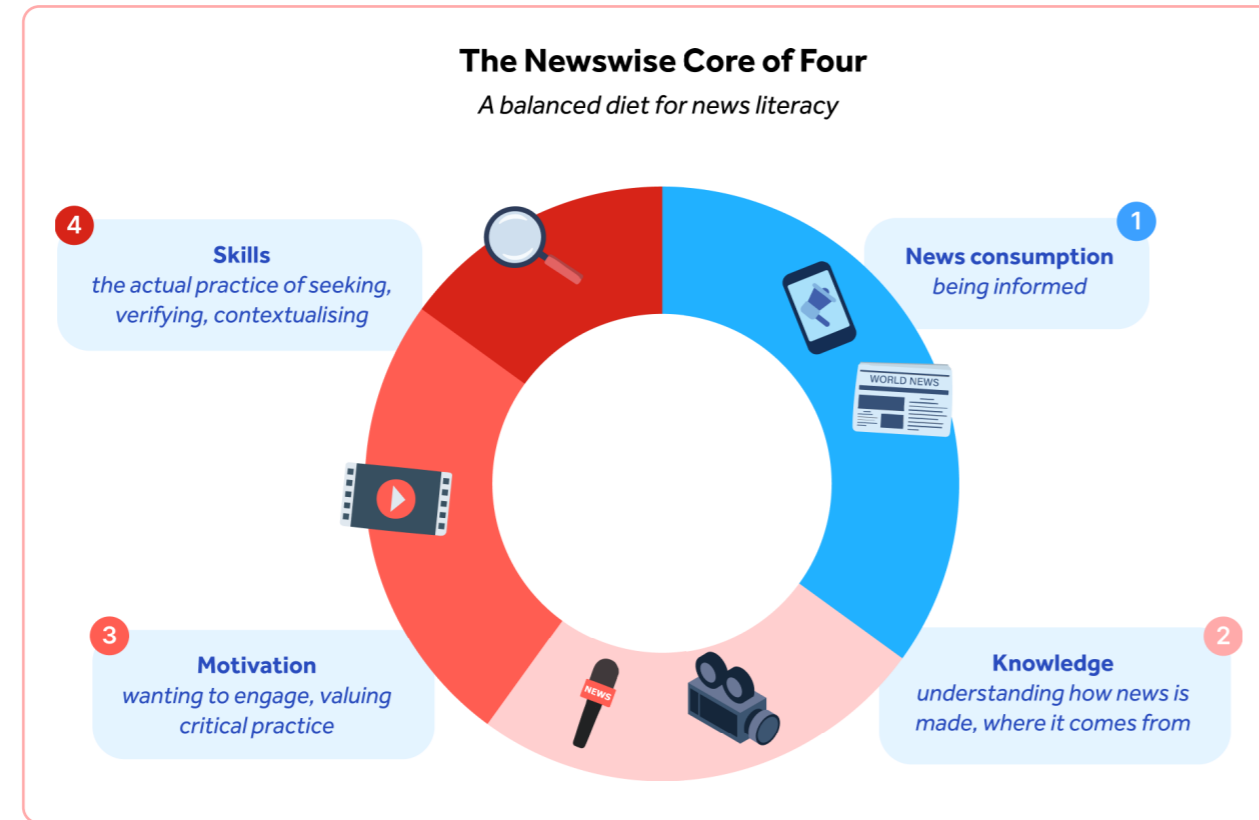 The Newswise Core of Four
A balanced diet for news literacy
1
News consumption
being informed
WORLD NEWS
2
Knowledge
understanding how news is
made, where it comes from
NEWS
3
Motivation
wanting to engage, valuing
critical practice
4
Skills
the actual practice of seeking,
verifying, contextualising